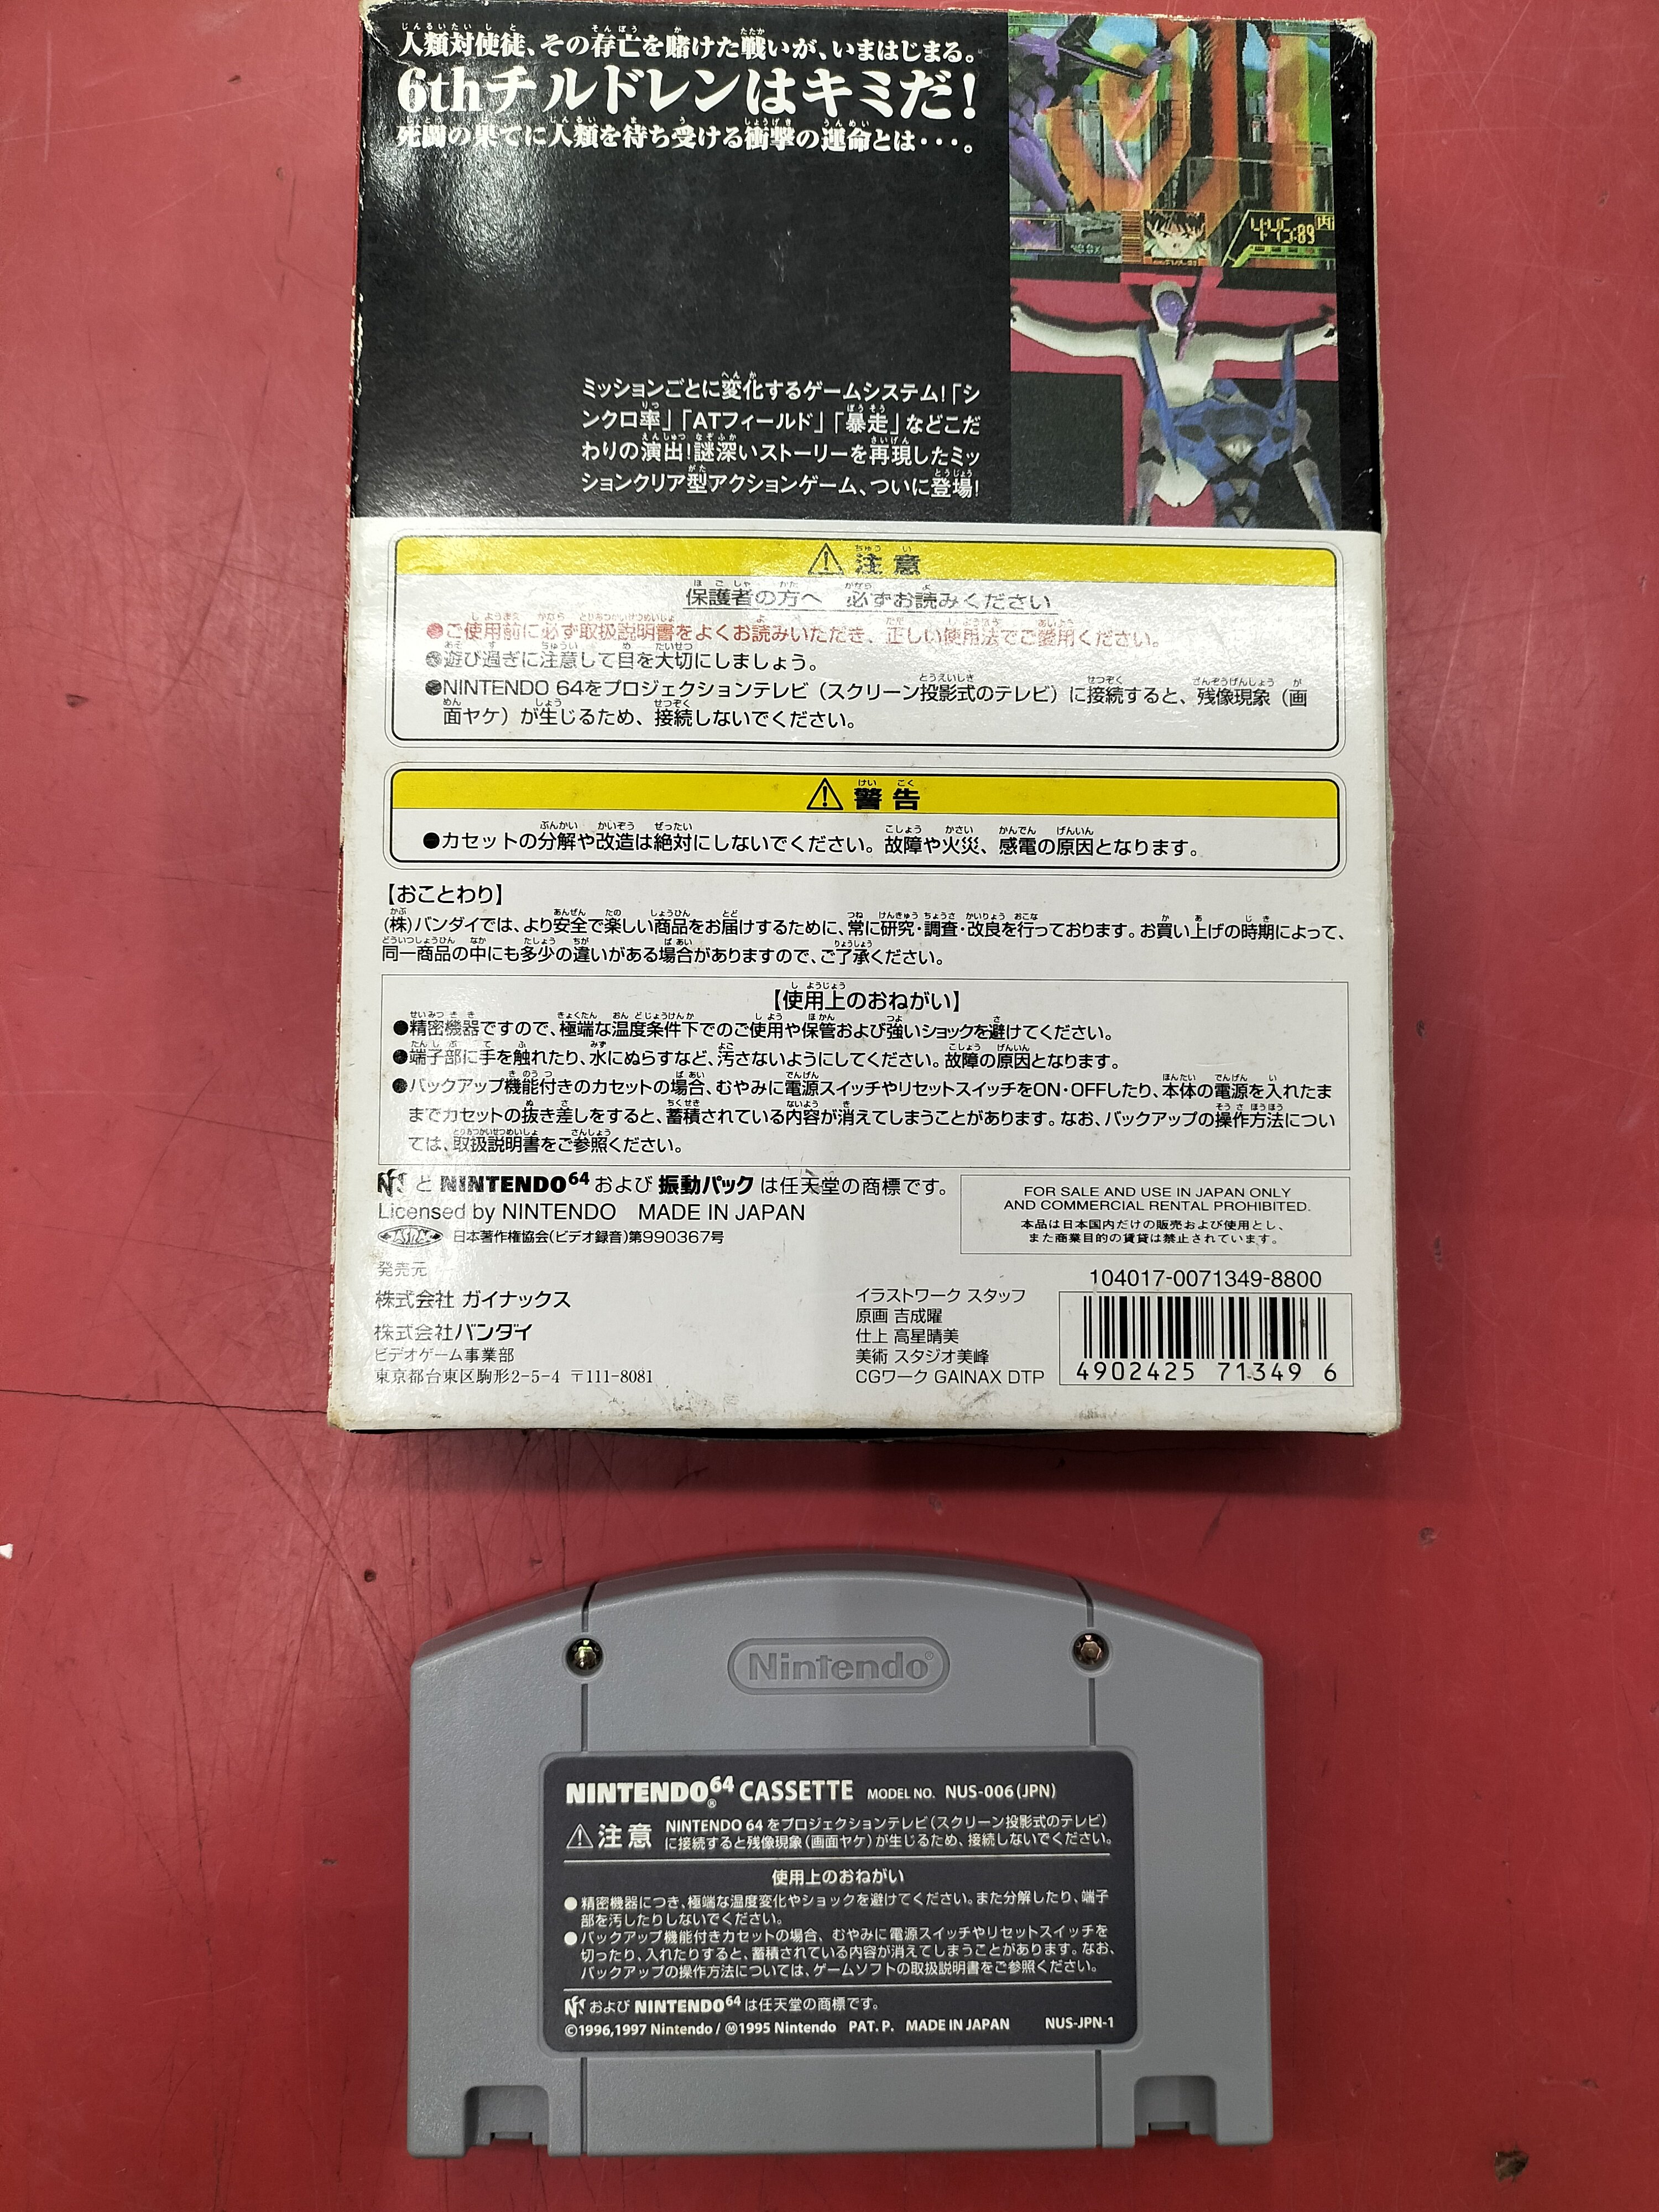 人類対使徒、その存亡を賭けた戦いが、いまはじまる。
6thチルドレンはキミだ!
死闘の果てに人類を待ち受ける衝撃の運命とは・・・。
4:45:89
ミッションごとに変化するゲームシステム!「シ
ンクロ率」「ATフィールド」「暴走」などこだ
わりの演出!謎深いストーリーを再現したミッ
ションクリア型アクションゲーム、ついに登場!
注意
保護者の方へ 必ずお読みください
●ご使用前に必ず取扱説明書をよくお読みいただき、正しい使用法でご愛用ください。
●遊び過ぎに注意して目を大切にしましょう。
●NINTENDO 64をプロジェクションテレビ(スクリーン投影式のテレビ)に接続すると、残像現象(画
面ヤケ)が生じるため、接続しないでください。
警告
●カセットの分解や改造は絶対にしないでください。故障や火災、感電の原因となります。
【おことわり】
(株)バンダイでは、より安全で楽しい商品をお届けするために、常に研究・調査・改良を行っております。お買い上げの時期によって、
同一商品の中にも多少の違いがある場合がありますので、ご了承ください。
【使用上のおねがい】
●精密機器ですので、極端な温度条件下でのご使用や保管および強いショックを避けてください。
●端子部に手を触れたり、水にぬらすなど、汚さないようにしてください。故障の原因となります。
●バックアップ機能付きのカセットの場合、むやみに電源スイッチやリセットスイッチをON・OFFしたり、本体の電源を入れたま
までカセットの抜き差しをすると、蓄積されている内容が消えてしまうことがあります。なお、バックアップの操作方法につい
ては、取扱説明書をご参照ください。
と NINTENDO64 および 振動パック は任天堂の商標です。
Licensed by NINTENDO MADE IN JAPAN
日本著作権協会(ビデオ録音)第990367号
FOR SALE AND USE IN JAPAN ONLY
AND COMMERCIAL RENTAL PROHIBITED.
本品は日本国内だけの販売および使用とし、
また商業目的の賃貸は禁止されています。
発売元
株式会社 ガイナックス
株式会社バンダイ
ビデオゲーム事業部
東京都台東区駒形2-5-4 〒111-8081
イラストワーク スタッフ
原画 吉成曜
仕上 高星晴美
美術 スタジオ美峰
CGワーク GAINAX DTP
104017-0071349-8800
4902425 71349 6
Nintendo®
NINTENDO64® CASSETTE MODEL NO. NUS-006(JPN)
注意 NINTENDO 64 をプロジェクションテレビ(スクリーン投影式のテレビ)
に接続すると残像現象(画面ヤケ)が生じるため、接続しないでください。
使用上のおねがい
●精密機器につき、極端な温度変化やショックを避けてください。また分解したり、端子
部を汚したりしないでください。
●バックアップ機能付きカセットの場合、むやみに電源スイッチやリセットスイッチを
切ったり、入れたりすると、蓄積されている内容が消えてしまうことがあります。なお、
バックアップの操作方法については、ゲームソフトの取扱説明書をご参照ください。
および NINTENDO64 は任天堂の商標です。
©1996,1997 Nintendo / Ⓜ1995 Nintendo PAT. P. MADE IN JAPAN NUS-JPN-1